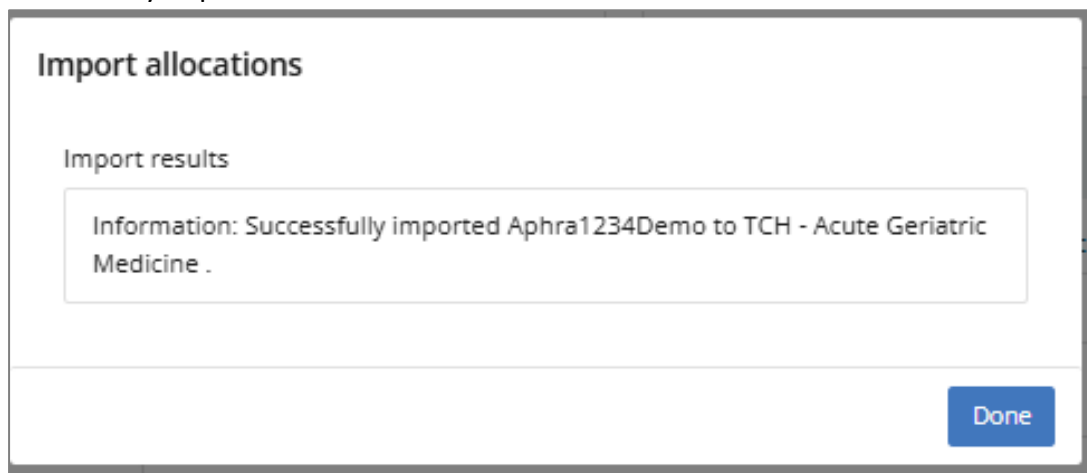 Import allocations
Import results
Information: Successfully imported Aphra1234Demo to TCH - Acute Geriatric
Medicine .
Done